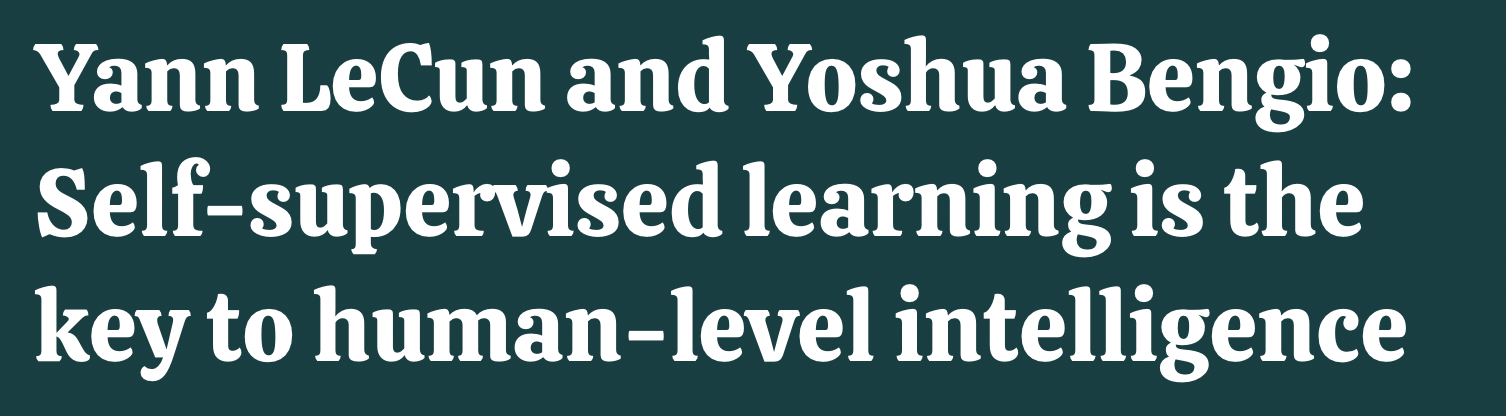 Yann LeCun and Yoshua Bengio:
Self-supervised learning is the
key to human-level intelligence